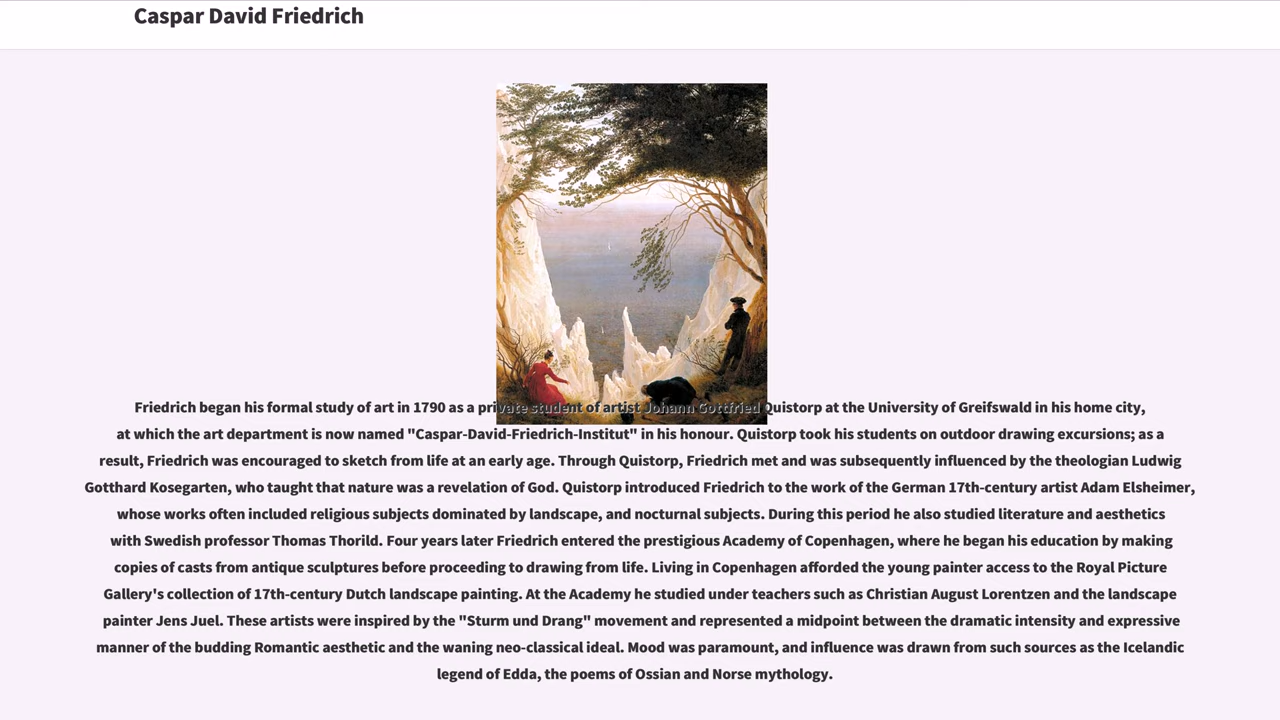 Caspar David Friedrich
Friedrich began his formal study of art in 1790 as a private student of artist Johann Gottfried Quistorp at the University of Greifswald in his home city,
at which the art department is now named "Caspar-David-Friedrich-Institut" in his honour. Quistorp took his students on outdoor drawing excursions; as a
result, Friedrich was encouraged to sketch from life at an early age. Through Quistorp, Friedrich met and was subsequently influenced by the theologian Ludwig
Gotthard Kosegarten, who taught that nature was a revelation of God. Quistorp introduced Friedrich to the work of the German 17th-century artist Adam Elsheimer,
whose works often included religious subjects dominated by landscape, and nocturnal subjects. During this period he also studied literature and aesthetics
with Swedish professor Thomas Thorild. Four years later Friedrich entered the prestigious Academy of Copenhagen, where he began his education by making
copies of casts from antique sculptures before proceeding to drawing from life. Living in Copenhagen afforded the young painter access to the Royal Picture
Gallery's collection of 17th-century Dutch landscape painting. At the Academy he studied under teachers such as Christian August Lorentzen and the landscape
painter Jens Juel. These artists were inspired by the "Sturm und Drang" movement and represented a midpoint between the dramatic intensity and expressive
manner of the budding Romantic aesthetic and the waning neo-classical ideal. Mood was paramount, and influence was drawn from such sources as the Icelandic
legend of Edda, the poems of Ossian and Norse mythology.